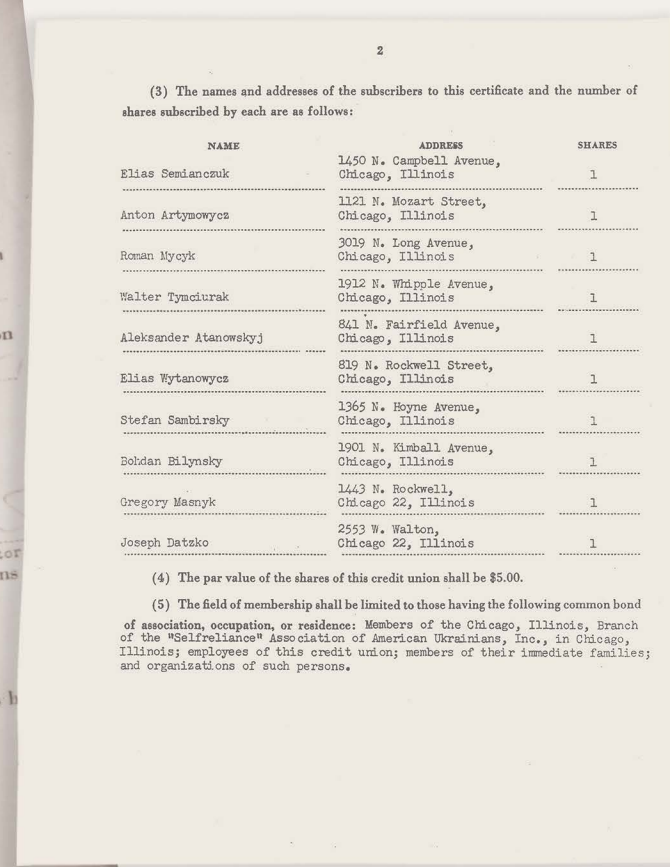 2
(3) The names and addresses of the subscribers to this certificate and the number of
shares subscribed by each are as follows:
NAME ADDRESS SHARES
1450 N. Campbell Avenue,
Elias Semianczuk Chicago, Illinois 1
1121 N. Mozart Street,
Anton Artymowycz Chicago, Illinois 1
3019 N. Long Avenue,
Roman Mycyk Chicago, Illinois 1
1912 N. Whipple Avenue,
Walter Tymciurak Chicago, Illinois 1
841 N. Fairfield Avenue,
Aleksander Atanowskyj Chicago, Illinois 1
819 N. Rockwell Street,
Elias Wytanowycz Chicago, Illinois 1
1365 N. Hoyne Avenue,
Stefan Sambirsky Chicago, Illinois 1
1901 N. Kimball Avenue,
Bohdan Bilynsky Chicago, Illinois 1
1443 N. Rockwell,
Gregory Masnyk Chicago 22, Illinois 1
2553 W. Walton,
Joseph Datzko Chicago 22, Illinois 1
(4) The par value of the shares of this credit union shall be $5.00.
(5) The field of membership shall be limited to those having the following common bond
of association, occupation, or residence: Members of the Chicago, Illinois, Branch
of the "Selfreliance" Association of American Ukrainians, Inc., in Chicago,
Illinois; employees of this credit union; members of their immediate families;
and organizations of such persons.